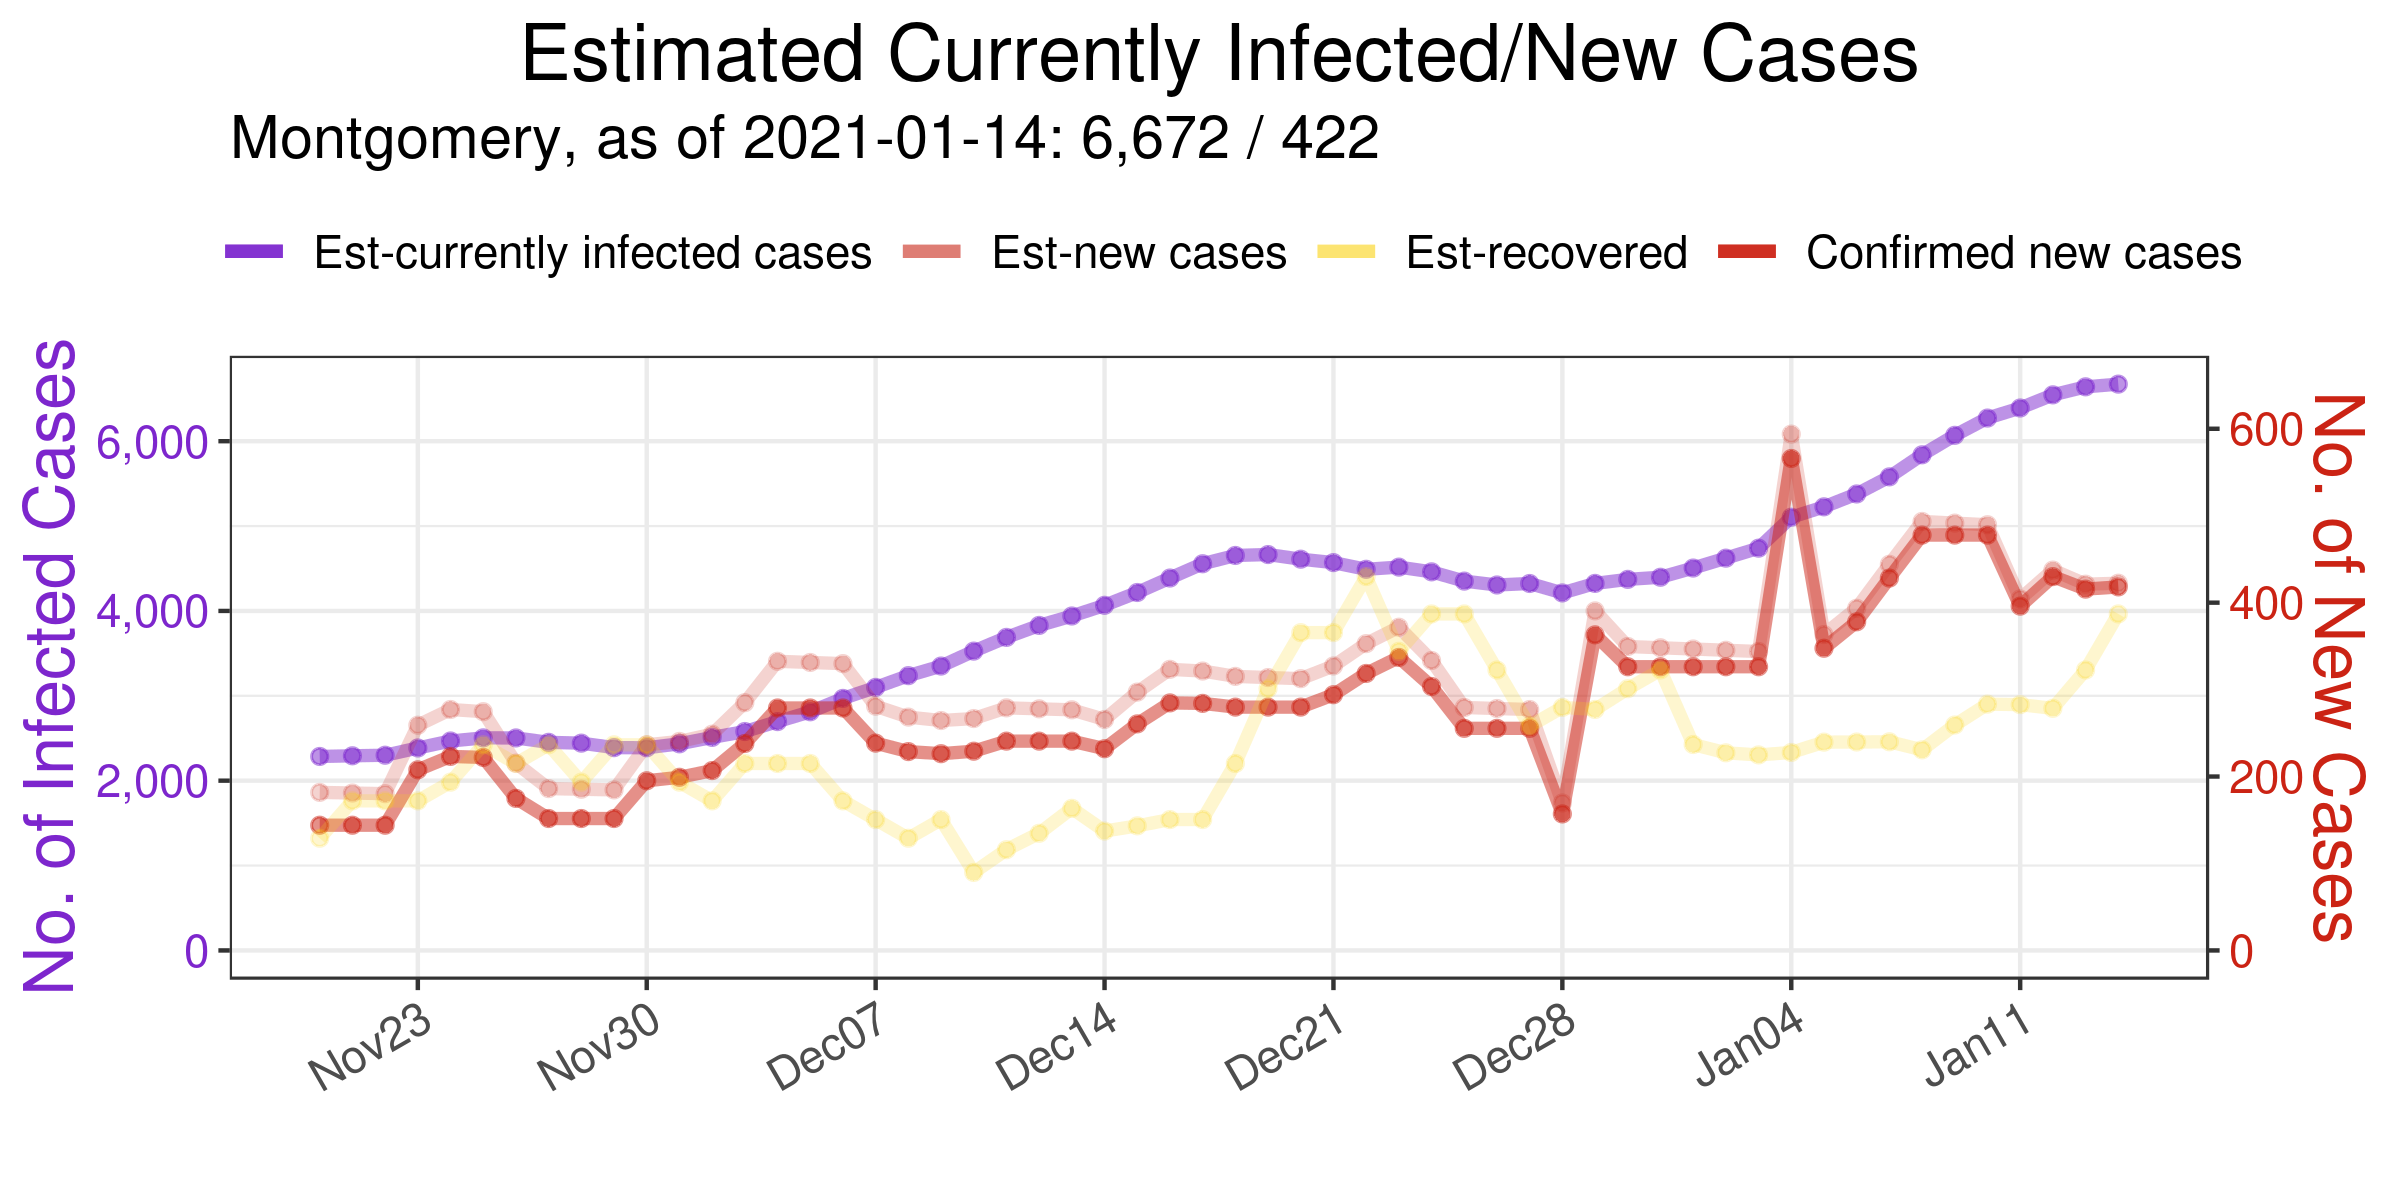 Estimated Currently Infected/New Cases
Montgomery, as of 2021-01-14: 6,672 / 422
Est-currently infected cases Est-new cases Est-recovered Confirmed new cases
No. of Infected Cases
6,000
4,000
2,000
0
600
400
200
0
No. of New Cases
Nov23 Nov30 Dec07 Dec14 Dec21 Dec28 Jan04 Jan11